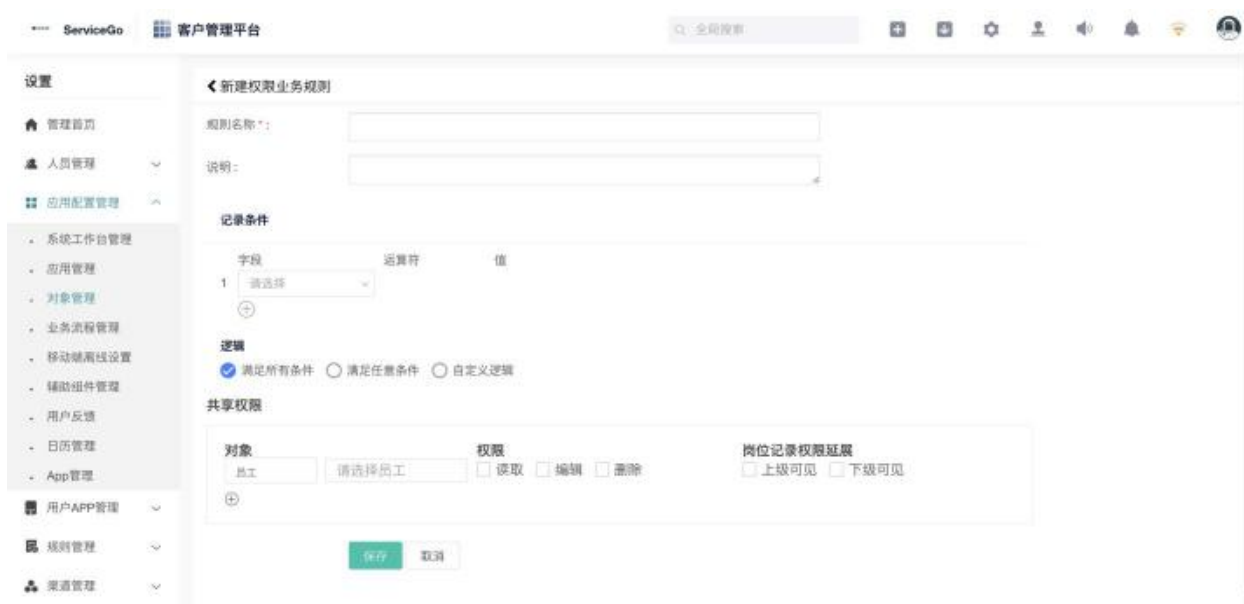 ServiceGo 客户管理平台 全局搜索
设置
管理首页
人员管理
应用配置管理
系统工作台管理
应用管理
对象管理
业务流程管理
移动端离线设置
辅助组件管理
用户反馈
日历管理
App管理
用户APP管理
规则管理
渠道管理
新建权限业务规则
规则名称*:
说明:
记录条件
字段 运算符 值
1 请选择
逻辑
满足所有条件 满足任意条件 自定义逻辑
共享权限
对象 权限 岗位记录权限延展
员工 请选择员工 读取 编辑 删除 上级可见 下级可见
保存 取消